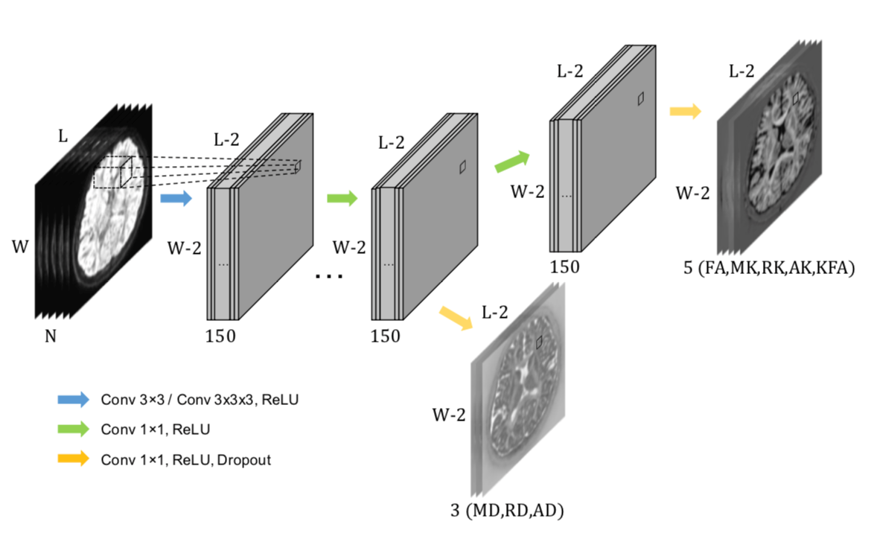 L-2
L-2
L
L-2
L-2
W-2
W-2
W
W-2
W-2
...
...
...
...
150
5 (FA,MK,RK,AK,KFA)
N
150
150
L-2
Conv 3×3 / Conv 3x3x3, ReLU
W-2
Conv 1×1, ReLU
Conv 1×1, ReLU, Dropout
3 (MD,RD,AD)